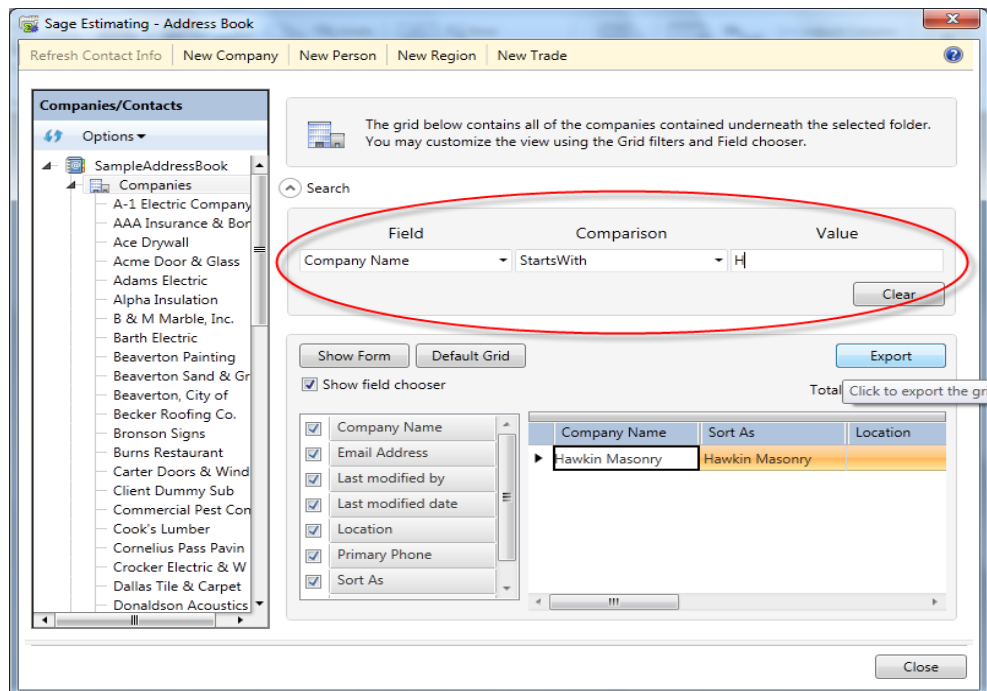 Sage Estimating - Address Book
Refresh Contact Info New Company New Person New Region New Trade
Companies/Contacts
Options
SampleAddressBook
Companies
A-1 Electric Company
AAA Insurance & Bor
Ace Drywall
Acme Door & Glass
Adams Electric
Alpha Insulation
B & M Marble, Inc.
Barth Electric
Beaverton Painting
Beaverton Sand & Gr
Beaverton, City of
Becker Roofing Co.
Bronson Signs
Burns Restaurant
Carter Doors & Wind
Client Dummy Sub
Commercial Pest Con
Cook's Lumber
Cornelius Pass Pavin
Crocker Electric & W
Dallas Tile & Carpet
Donaldson Acoustics
The grid below contains all of the companies contained underneath the selected folder.
You may customize the view using the Grid filters and Field chooser.
Search
Field Comparison Value
Company Name StartsWith H
Clear
Show Form Default Grid Export
Show field chooser
Total
Click to export the gri
Company Name
Email Address
Last modified by
Last modified date
Location
Primary Phone
Sort As
Company Name Sort As Location
Hawkin Masonry Hawkin Masonry
Close